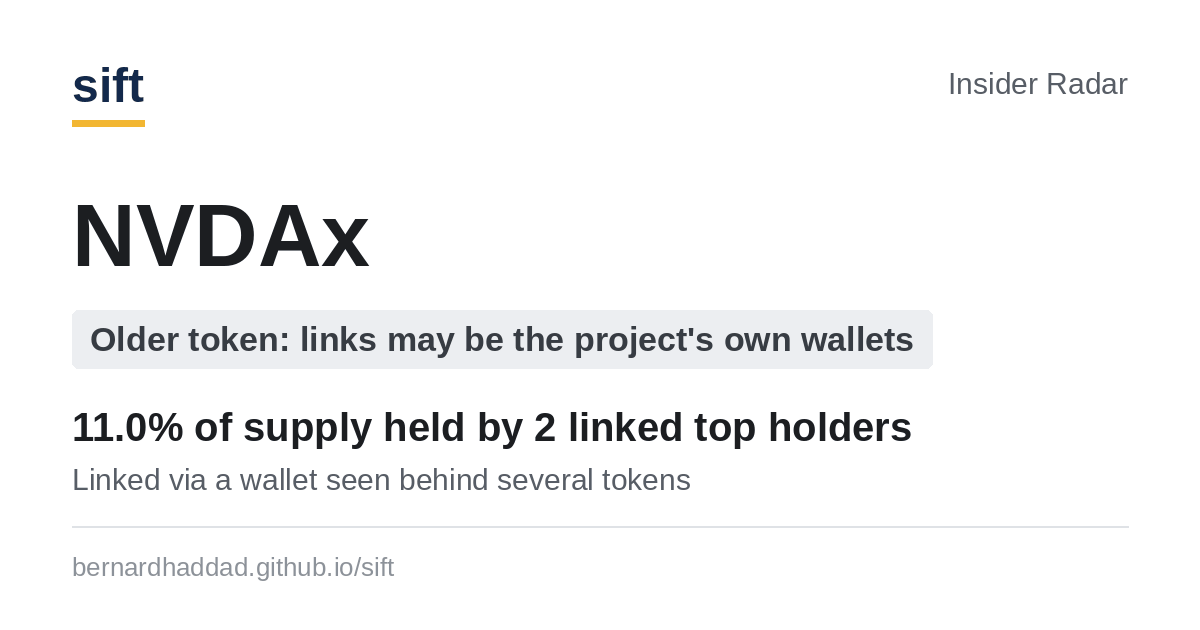 sift
Insider Radar
NVDAx
Older token: links may be the project's own wallets
11.0% of supply held by 2 linked top holders
Linked via a wallet seen behind several tokens
bernardhaddad.github.io/sift